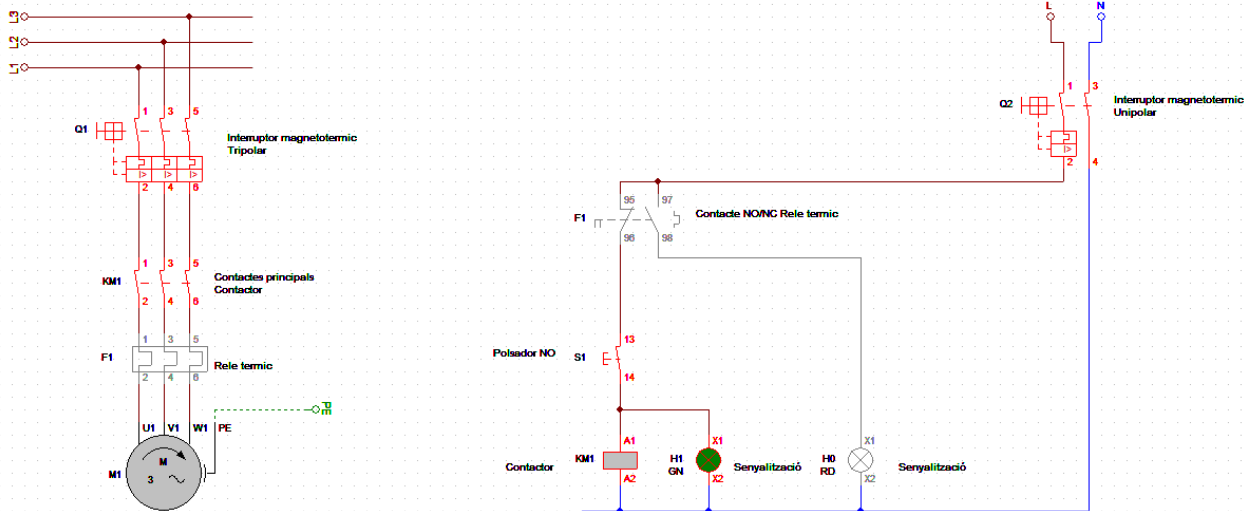 L3
L2
L1
1 3 5
Q1
Interruptor magnetotermic
Tripolar
I> I> I>
2 4 6
1 3 5
KM1
Contactes principals
Contactor
2 4 6
1 3 5
F1
Rele termic
2 4 6
PE
U1 V1 W1 PE
M1
M
3
L N
1 3
Q2
Interruptor magnetotermic
Unipolar
I>
2 4
95 97
F1
Contacte NO/NC Rele termic
96 98
13
Polsador NO S1
14
A1 X1 X1
Contactor KM1
H1
GN
Senyalització
H0
RD
Senyalització
A2 X2 X2